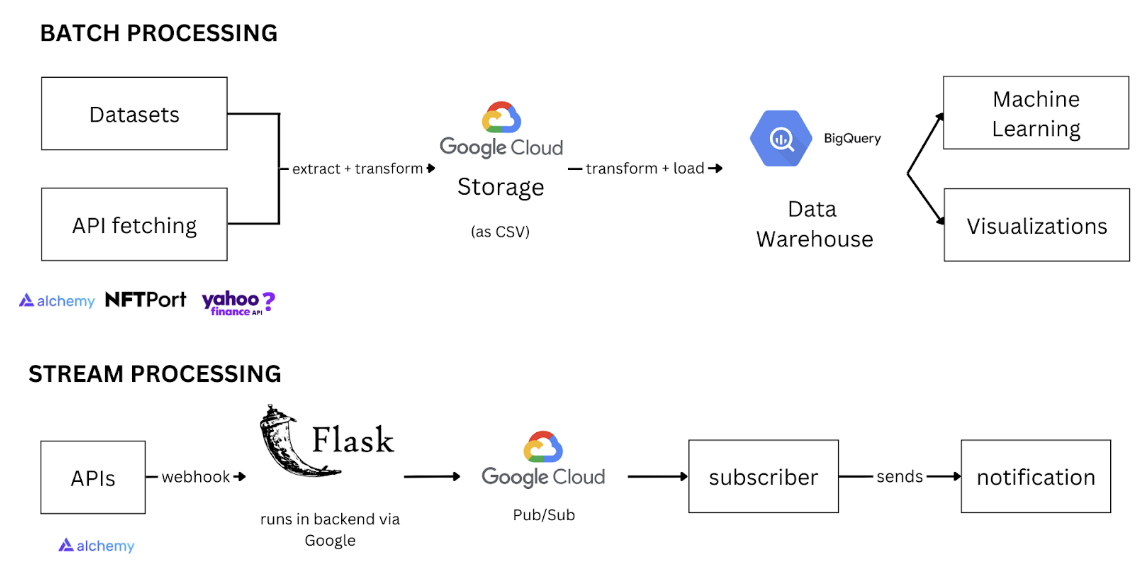 BATCH PROCESSING
Datasets
API fetching
extract + transform
Google Cloud
Storage
(as CSV)
transform + load
BigQuery
Data
Warehouse
Machine
Learning
Visualizations
alchemy
NFTPort
yahoo?
finance API
STREAM PROCESSING
APIs
alchemy
webhook
Flask
runs in backend via
Google
Google Cloud
Pub/Sub
subscriber
sends
notification